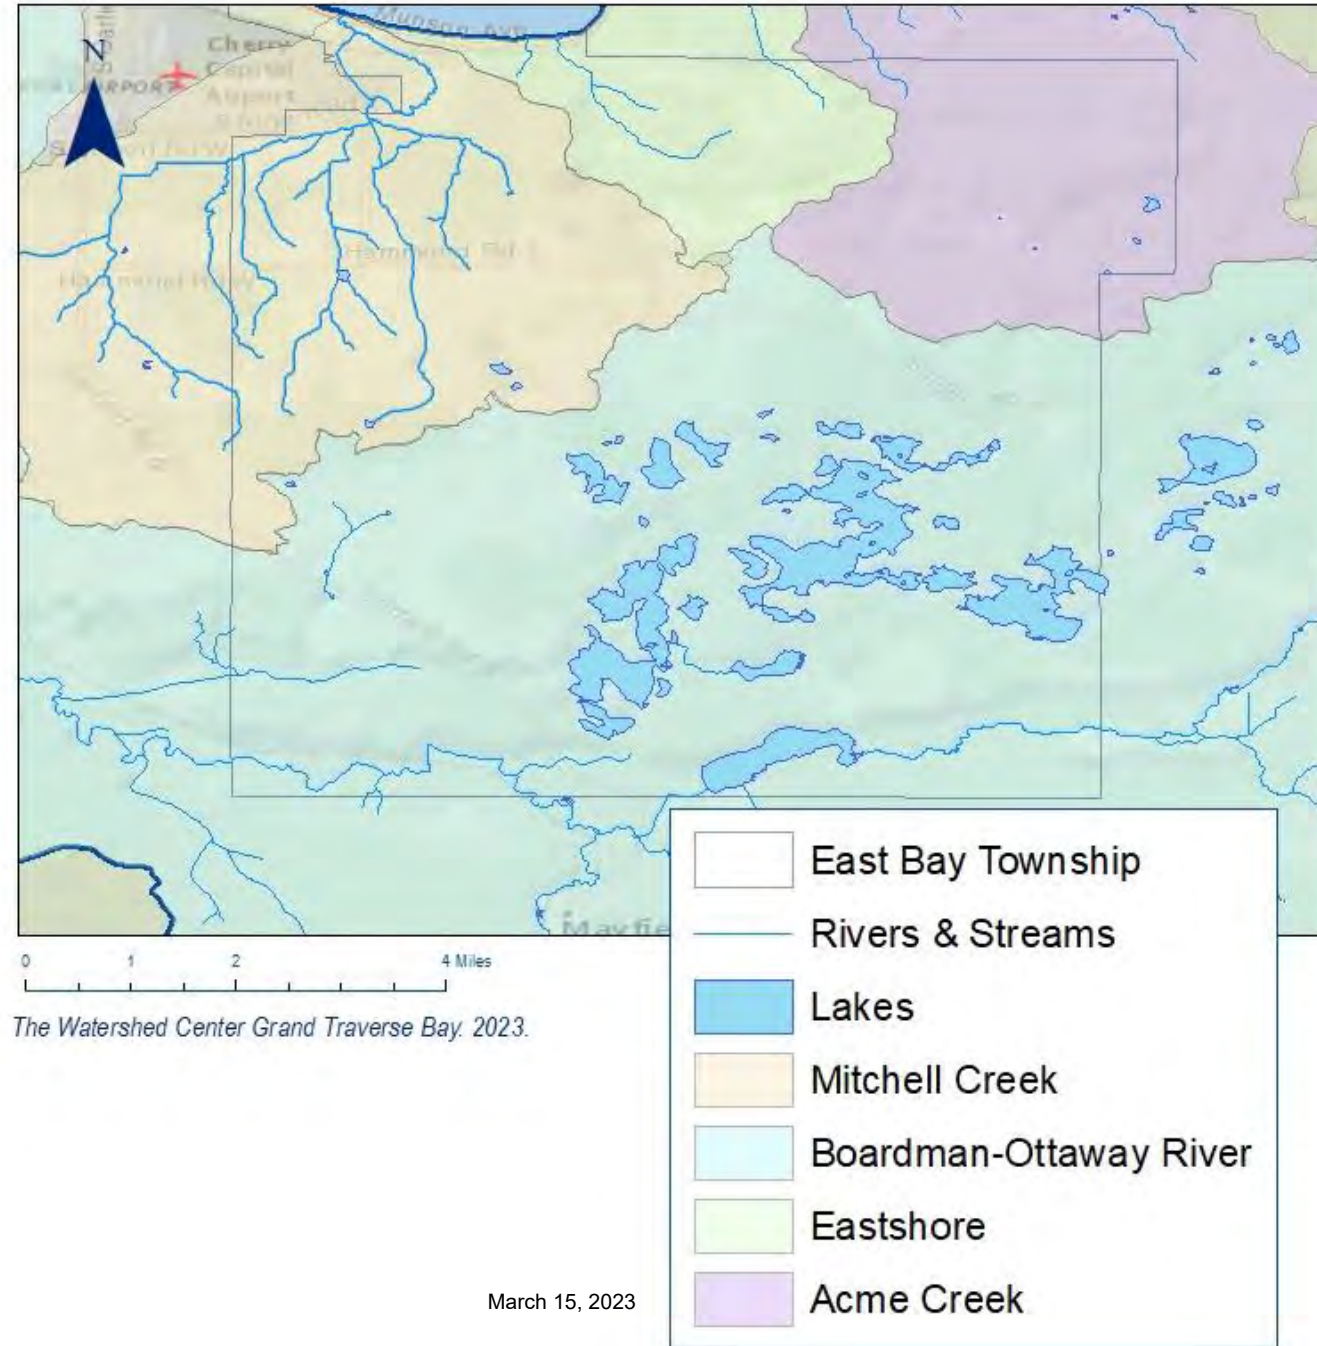 Munson Ave
N
Cherry
Capital
Airport
Hammond Rd E
East Bay Township
Rivers & Streams
Lakes
Mitchell Creek
Boardman-Ottaway River
Eastshore
Acme Creek
0 1 2 4 Miles
The Watershed Center Grand Traverse Bay. 2023.
March 15, 2023